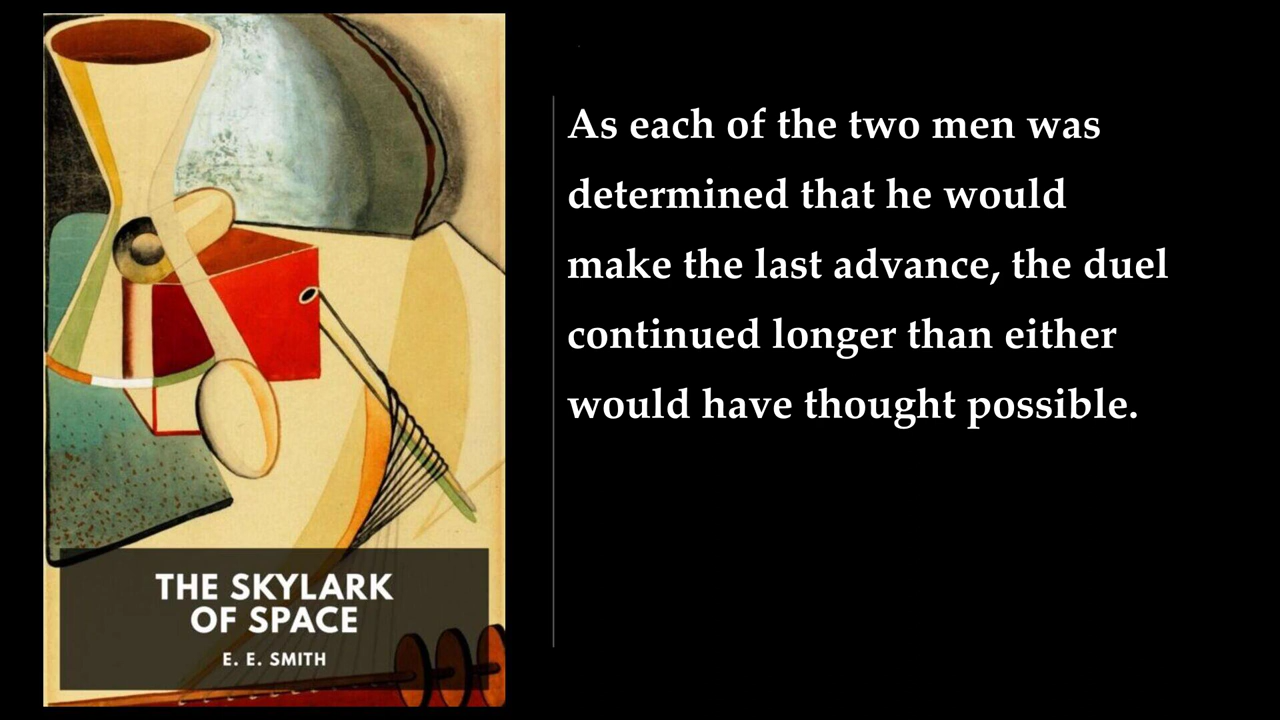 As each of the two men was
determined that he would
make the last advance, the duel
continued longer than either
would have thought possible.
THE SKYLARK
OF SPACE
E. E. SMITH